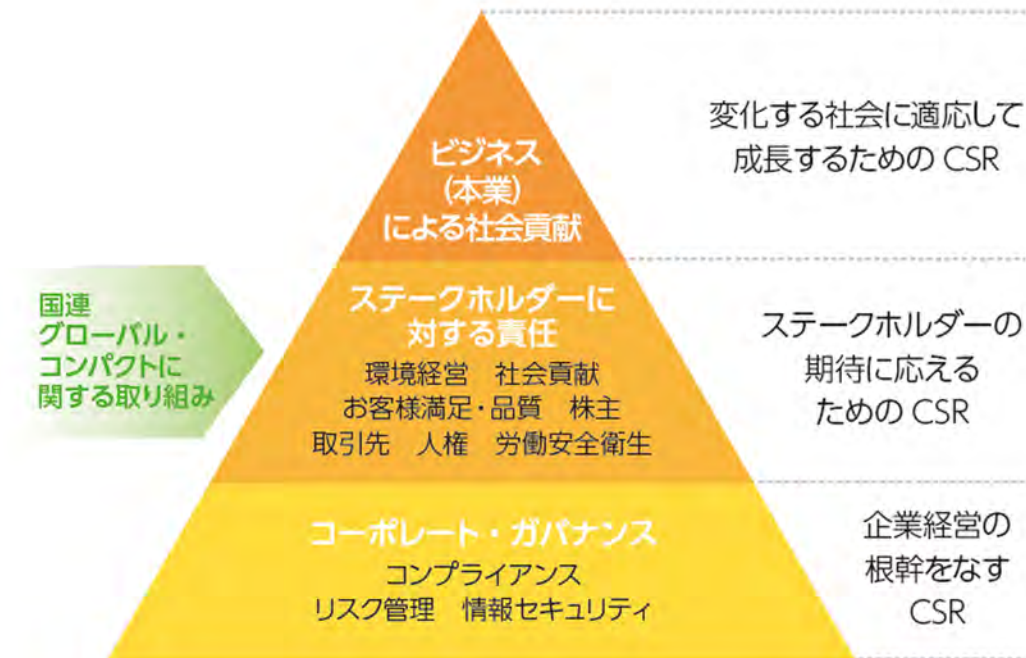 ビジネス
(本業)
による社会貢献
変化する社会に適応して
成長するための CSR
国連
グローバル・
コンパクトに
関する取り組み
ステークホルダーに
対する責任
環境経営　社会貢献
お客様満足・品質　株主
取引先　人権　労働安全衛生
ステークホルダーの
期待に応える
ための CSR
コーポレート・ガバナンス
コンプライアンス
リスク管理　情報セキュリティ
企業経営の
根幹をなす
CSR